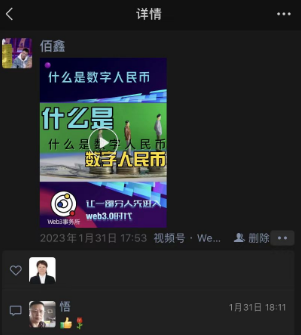 详情
佰鑫
什么是数字人民币
什么是
什么是数字人民币
数字人民币
Web3事务所
让一部分人先进入
web3.0时代
2023年1月31日 17:53 视频号·We... 删除
悟
1月31日 18:11